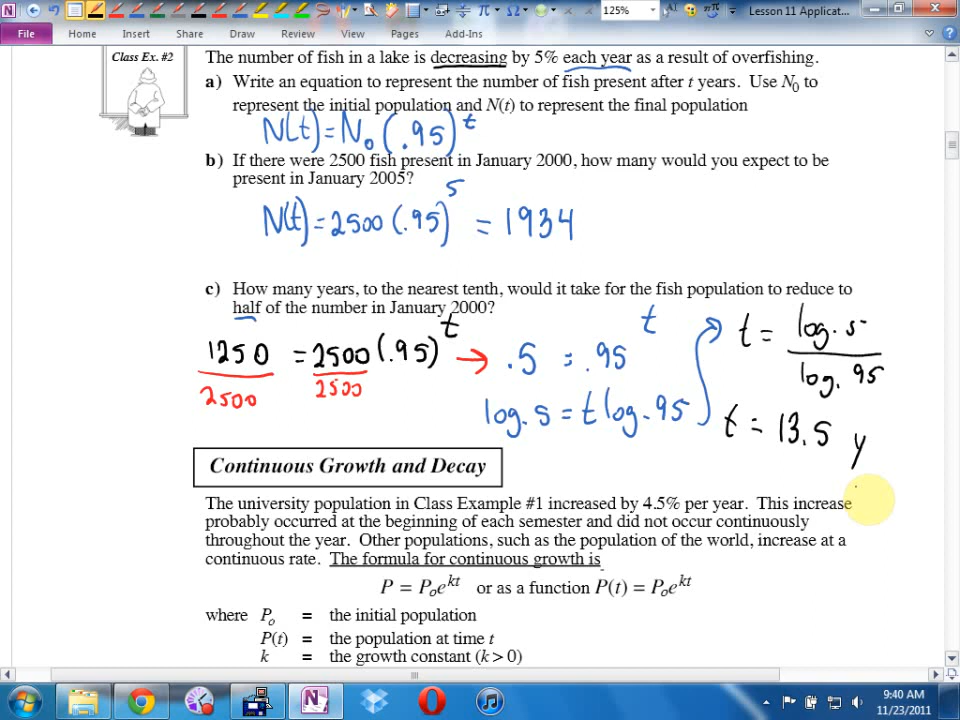 125%
Lesson 11 Applicat...
File Home Insert Share Draw Review View Pages Add-Ins
Class Ex. #2
The number of fish in a lake is decreasing by 5% each year as a result of overfishing.
a) Write an equation to represent the number of fish present after t years. Use N₀ to
represent the initial population and N(t) to represent the final population
N(t) = N₀ (.95)^t
b) If there were 2500 fish present in January 2000, how many would you expect to be
present in January 2005?
N(t) = 2500 (.95)^5 = 1934
c) How many years, to the nearest tenth, would it take for the fish population to reduce to
half of the number in January 2000?
1250 = 2500 (.95)^t
2500 2500
→ .5 = .95^t
log .5 = t log .95
t = log .5 / log .95
t = 13.5 y
Continuous Growth and Decay
The university population in Class Example #1 increased by 4.5% per year. This increase
probably occurred at the beginning of each semester and did not occur continuously
throughout the year. Other populations, such as the population of the world, increase at a
continuous rate. The formula for continuous growth is
P = P₀e^kt or as a function P(t) = P₀e^kt
where P₀ = the initial population
P(t) = the population at time t
k = the growth constant (k > 0)
9:40 AM
11/23/2011